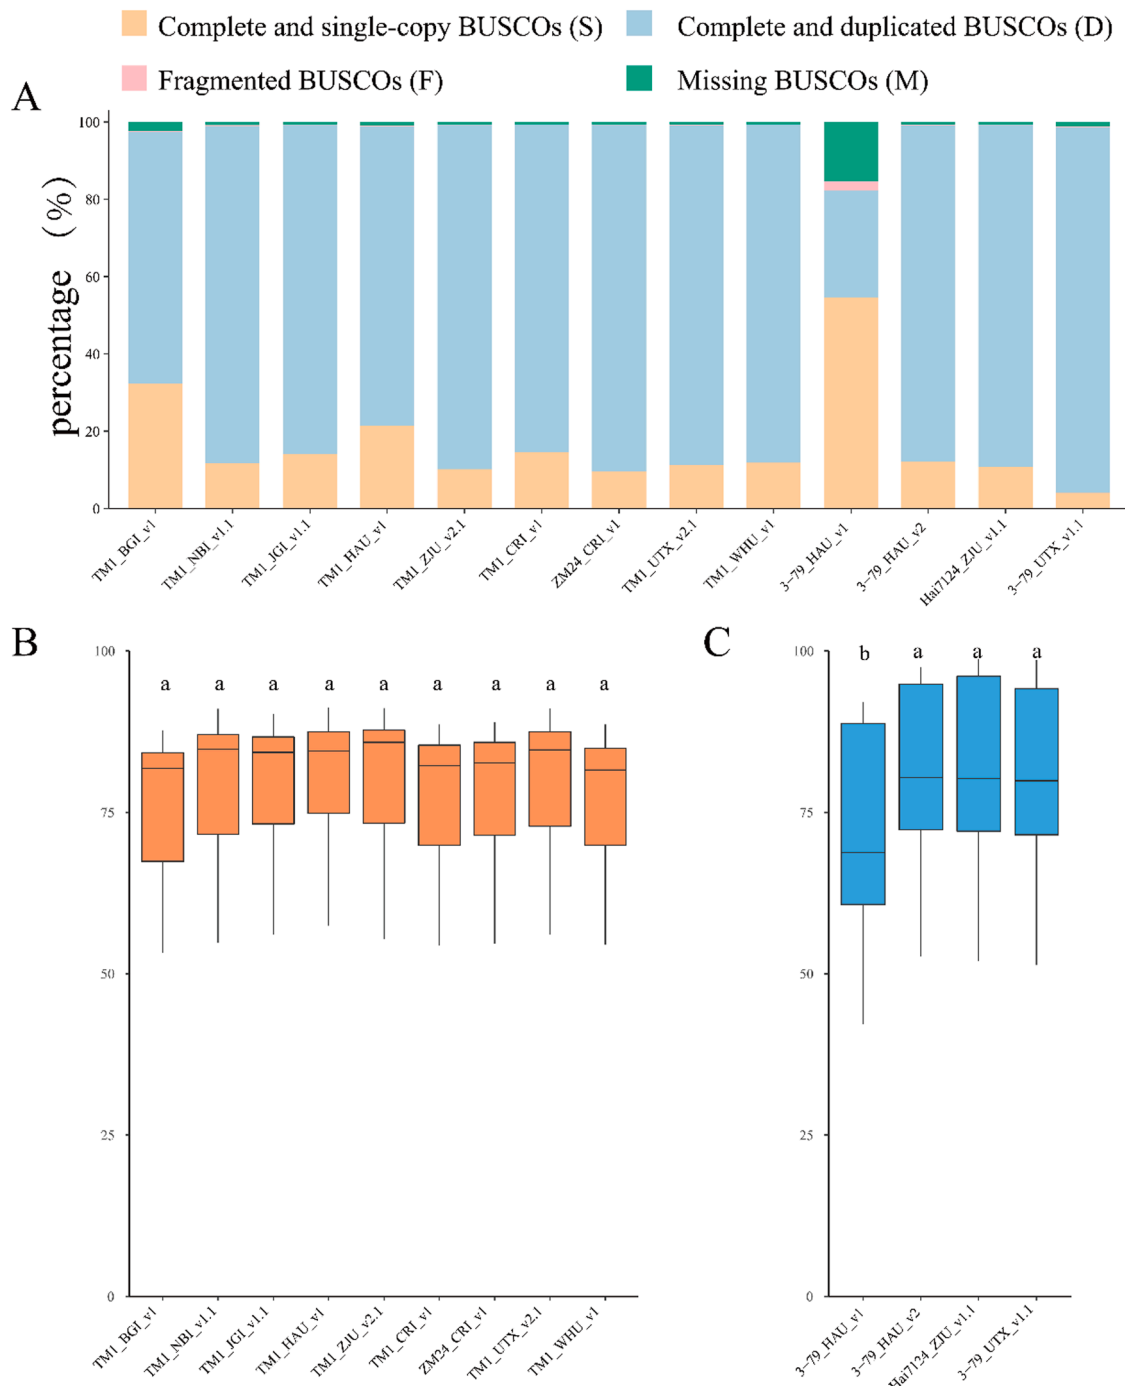 Complete and single-copy BUSCOs (S) Complete and duplicated BUSCOs (D)
Fragmented BUSCOs (F) Missing BUSCOs (M)
A
percentage (%)
100
80
60
40
20
0
TM1_BGI_v1 TM1_NBI_v1.1 TM1_JGI_v1.1 TM1_HAU_v1 TM1_ZJU_v2.1 TM1_CRI_v1 ZM24_CRI_v1 TM1_UTX_v2.1 TM1_WHU_v1 3-79_HAU_v1 3-79_HAU_v2 Hai7124_ZJU_v1.1 3-79_UTX_v1.1
B
100
75
50
25
0
a a a a a a a a a
TM1_BGI_v1 TM1_NBI_v1.1 TM1_JGI_v1.1 TM1_HAU_v1 TM1_ZJU_v2.1 TM1_CRI_v1 ZM24_CRI_v1 TM1_UTX_v2.1 TM1_WHU_v1
C
100
75
50
25
0
b a a a
3-79_HAU_v1 3-79_HAU_v2 Hai7124_ZJU_v1.1 3-79_UTX_v1.1